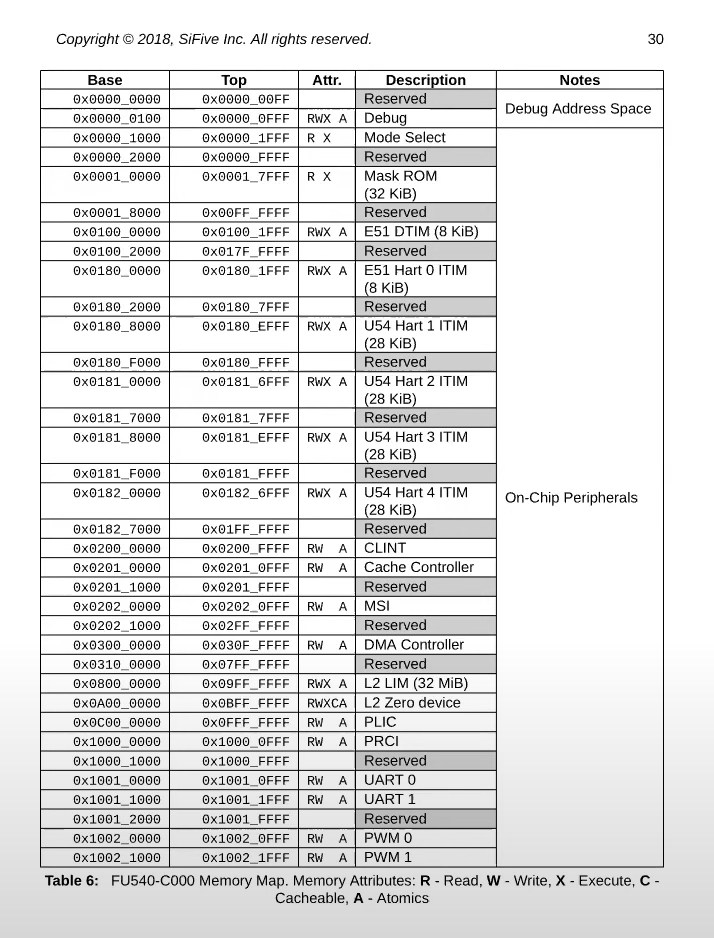 Copyright © 2018, SiFive Inc. All rights reserved. 30
Base Top Attr. Description Notes
0x0000_0000 0x0000_00FF Reserved
Debug Address Space
0x0000_0100 0x0000_0FFF RWX A Debug
0x0000_1000 0x0000_1FFF R X Mode Select
0x0000_2000 0x0000_FFFF Reserved
0x0001_0000 0x0001_7FFF R X Mask ROM
(32 KiB)
0x0001_8000 0x00FF_FFFF Reserved
0x0100_0000 0x0100_1FFF RWX A E51 DTIM (8 KiB)
0x0100_2000 0x017F_FFFF Reserved
0x0180_0000 0x0180_1FFF RWX A E51 Hart 0 ITIM
(8 KiB)
0x0180_2000 0x0180_7FFF Reserved
0x0180_8000 0x0180_EFFF RWX A U54 Hart 1 ITIM
(28 KiB)
0x0180_F000 0x0180_FFFF Reserved
0x0181_0000 0x0181_6FFF RWX A U54 Hart 2 ITIM
(28 KiB)
0x0181_7000 0x0181_7FFF Reserved
0x0181_8000 0x0181_EFFF RWX A U54 Hart 3 ITIM
(28 KiB)
0x0181_F000 0x0181_FFFF Reserved
0x0182_0000 0x0182_6FFF RWX A U54 Hart 4 ITIM
On-Chip Peripherals
(28 KiB)
0x0182_7000 0x01FF_FFFF Reserved
0x0200_0000 0x0200_FFFF RW A CLINT
0x0201_0000 0x0201_0FFF RW A Cache Controller
0x0201_1000 0x0201_FFFF Reserved
0x0202_0000 0x0202_0FFF RW A MSI
0x0202_1000 0x02FF_FFFF Reserved
0x0300_0000 0x030F_FFFF RW A DMA Controller
0x0310_0000 0x07FF_FFFF Reserved
0x0800_0000 0x09FF_FFFF RWX A L2 LIM (32 MiB)
0x0A00_0000 0x0BFF_FFFF RWXCA L2 Zero device
0x0C00_0000 0x0FFF_FFFF RW A PLIC
0x1000_0000 0x1000_0FFF RW A PRCI
0x1000_1000 0x1000_FFFF Reserved
0x1001_0000 0x1001_0FFF RW A UART 0
0x1001_1000 0x1001_1FFF RW A UART 1
0x1001_2000 0x1001_FFFF Reserved
0x1002_0000 0x1002_0FFF RW A PWM 0
0x1002_1000 0x1002_1FFF RW A PWM 1
Table 6: FU540-C000 Memory Map. Memory Attributes: R - Read, W - Write, X - Execute, C -
Cacheable, A - Atomics